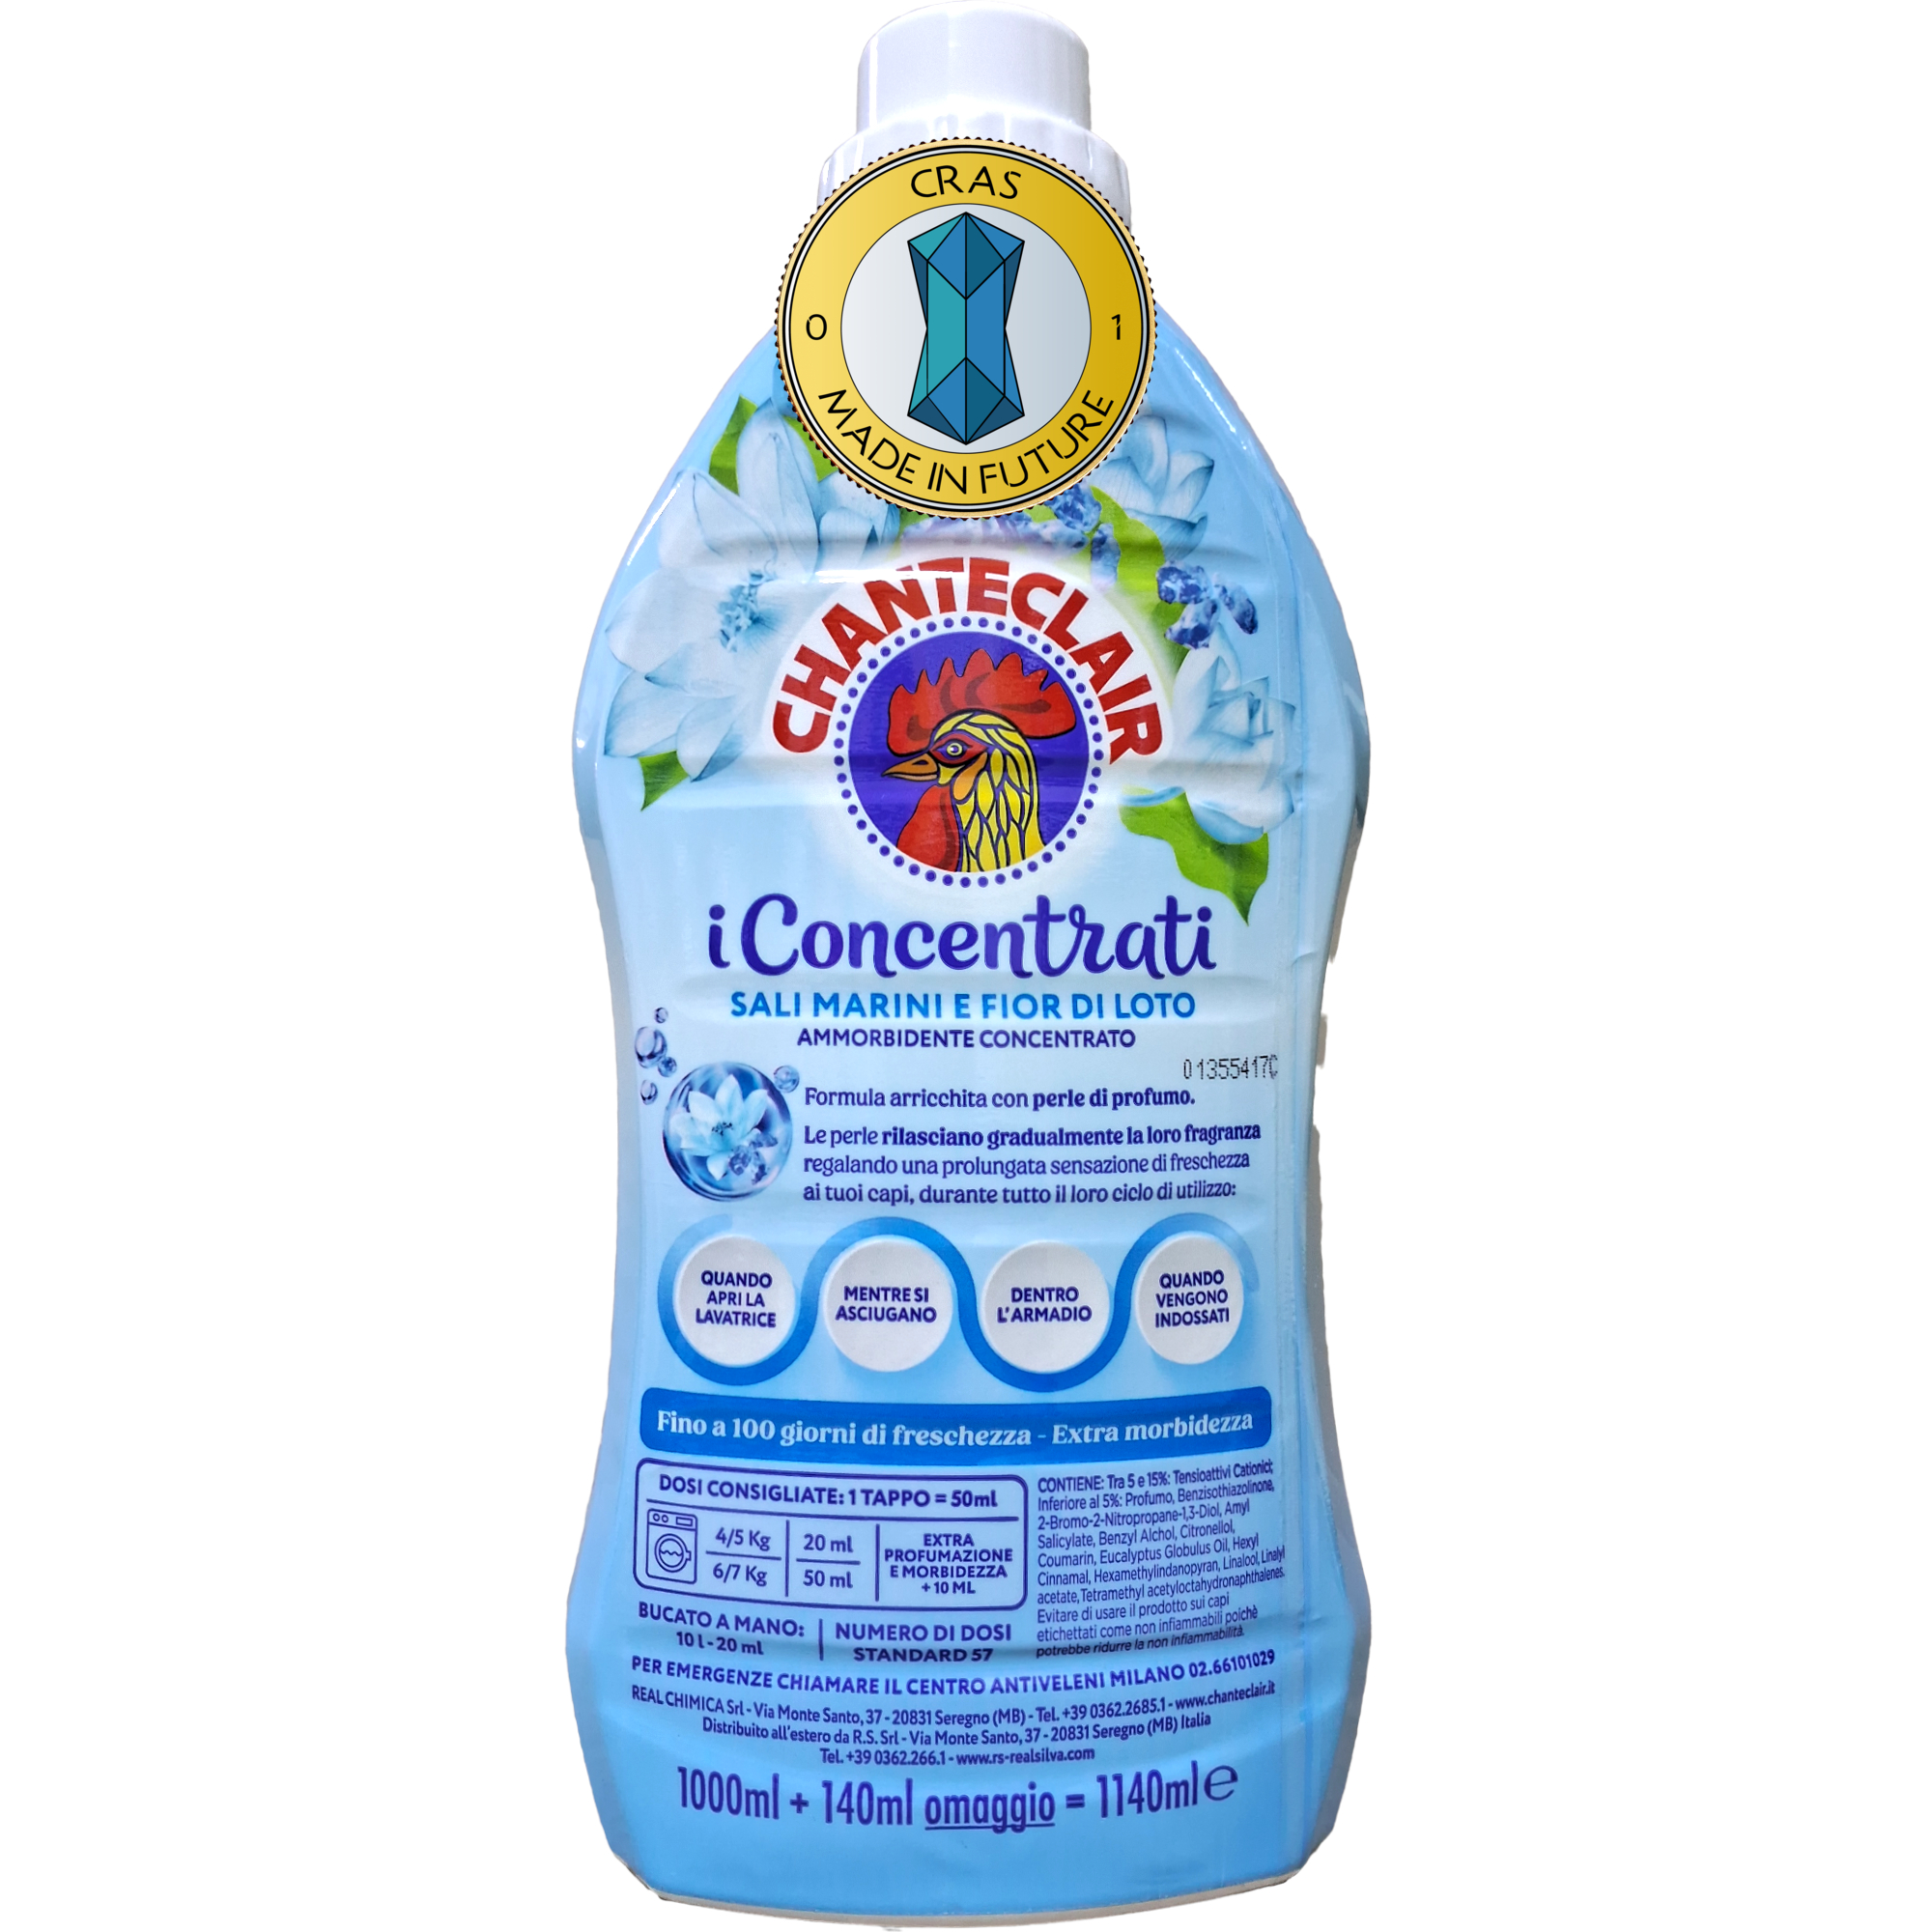 CRAS
0 1
MADE IN FUTURE
CHANTECLAIR
i Concentrati
SALI MARINI E FIOR DI LOTO
AMMORBIDENTE CONCENTRATO
01355417C
Formula arricchita con perle di profumo.
Le perle rilasciano gradualmente la loro fragranza
regalando una prolungata sensazione di freschezza
ai tuoi capi, durante tutto il loro ciclo di utilizzo:
QUANDO
APRI LA
LAVATRICE
MENTRE SI
ASCIUGANO
DENTRO
L'ARMADIO
QUANDO
VENGONO
INDOSSATI
Fino a 100 giorni di freschezza - Extra morbidezza
DOSI CONSIGLIATE: 1 TAPPO = 50ml
4/5 Kg 20 ml
6/7 Kg 50 ml
EXTRA
PROFUMAZIONE
E MORBIDEZZA
+ 10 ML
BUCATO A MANO:
10 l - 20 ml
NUMERO DI DOSI
STANDARD 57
CONTIENE: Tra 5 e 15%: Tensioattivi Cationici;
Inferiore al 5%: Profumo, Benzisothiazolinone,
2-Bromo-2-Nitropropane-1,3-Diol, Amyl
Salicylate, Benzyl Alchol, Citronellol,
Coumarin, Eucalyptus Globulus Oil, Hexyl
Cinnamal, Hexamethylindanopyran, Linalool, Linalyl
acetate, Tetramethyl acetyloctahydronaphthalenes.
Evitare di usare il prodotto sui capi
etichettati come non infiammabili poichè
potrebbe ridurre la non infiammabilità.
PER EMERGENZE CHIAMARE IL CENTRO ANTIVELENI MILANO 02.66101029
REAL CHIMICA Srl - Via Monte Santo, 37 - 20831 Seregno (MB) - Tel. +39 0362.2685.1 - www.chanteclair.it
Distribuito all'estero da R.S. Srl - Via Monte Santo, 37 - 20831 Seregno (MB) Italia
Tel. +39 0362.266.1 - www.rs-realsilva.com
1000ml + 140ml omaggio = 1140ml e